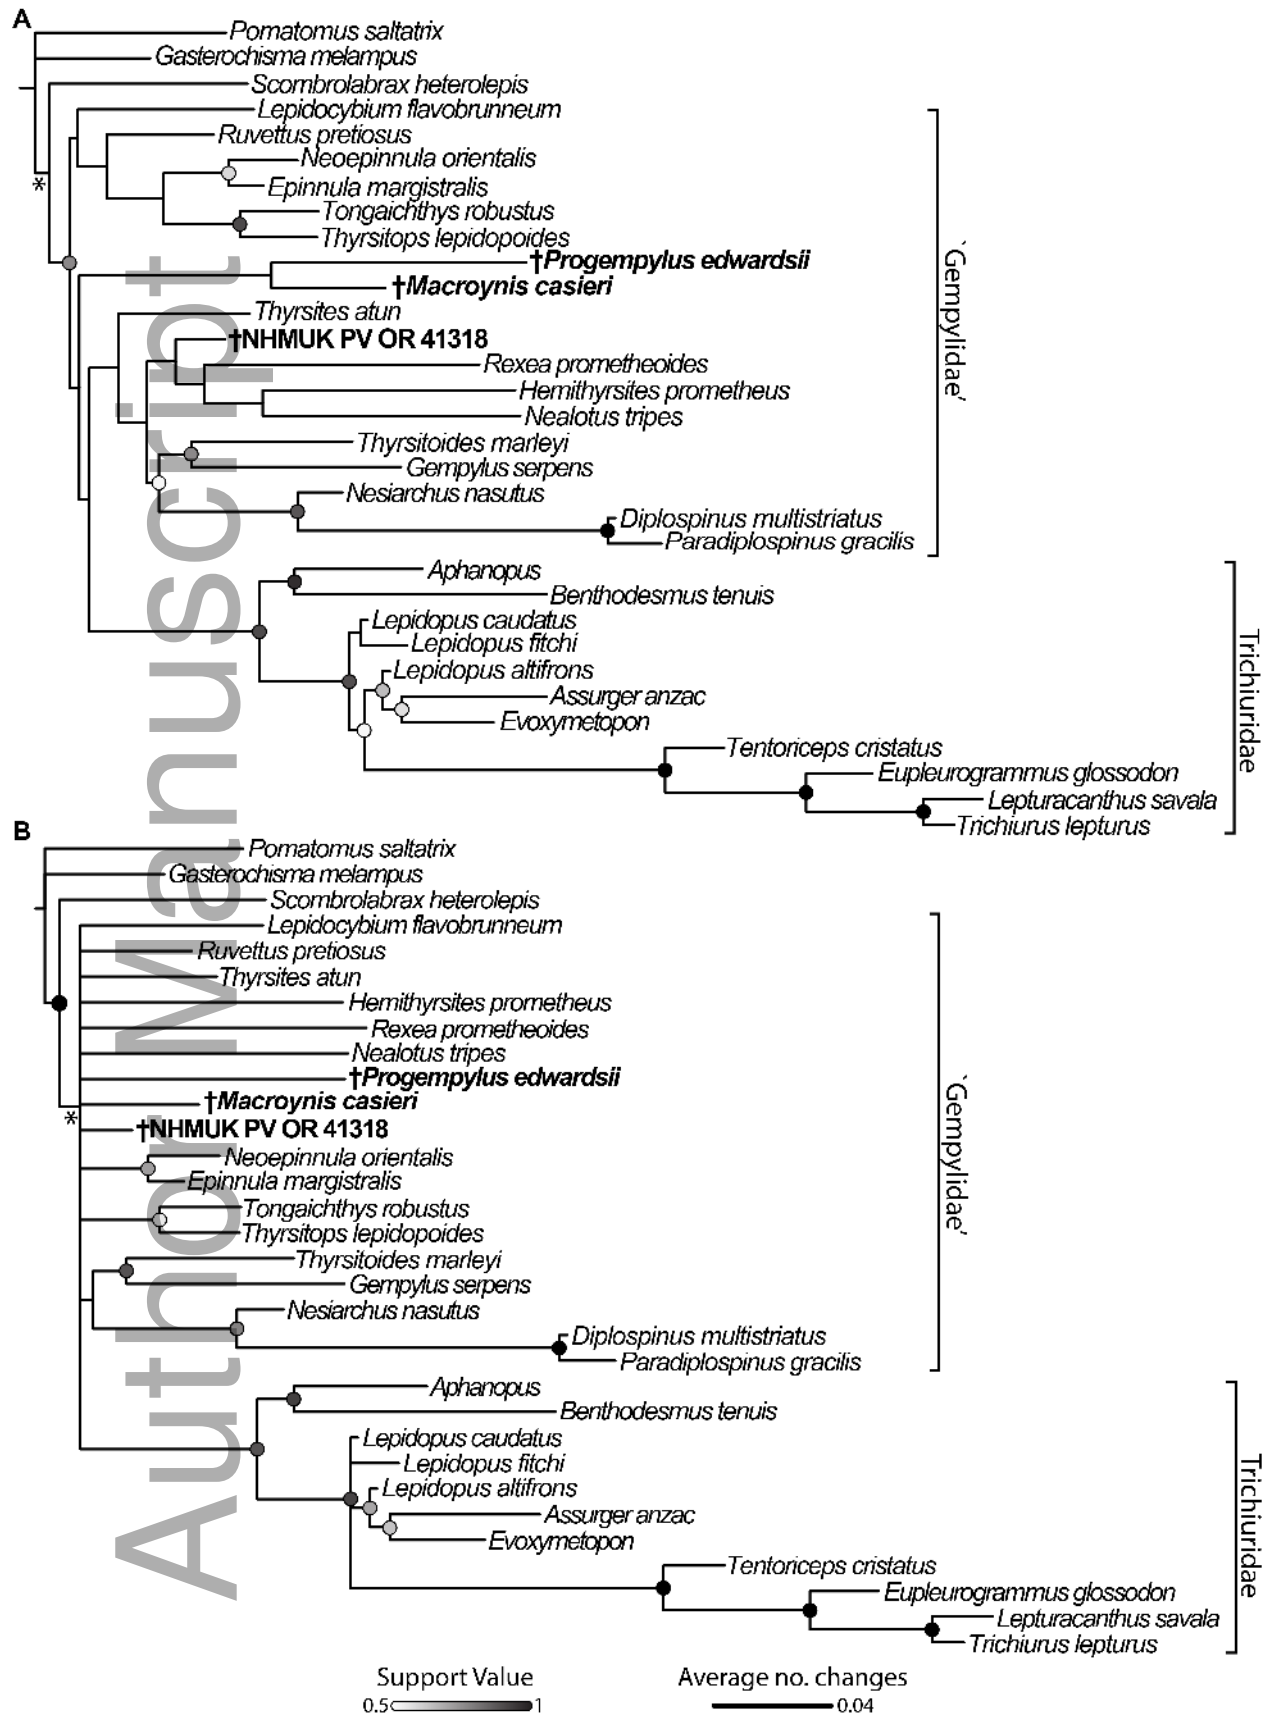 A
Pomatomus saltatrix
Gasterochisma melampus
Scombrolabrax heterolepis
Lepidocybium flavobrunneum
Ruvettus pretiosus
Neoepinnula orientalis
Epinnula margistralis
Tongaichthys robustus
Thyrsitops lepidopoides
†Progempylus edwardsii
†Macroynis casieri
Thyrsites atun
†NHMUK PV OR 41318
Rexea prometheoides
Hemithyrsites prometheus
Nealotus tripes
Thyrsitoides marleyi
Gempylus serpens
Nesiarchus nasutus
Diplospinus multistriatus
Paradiplospinus gracilis
Aphanopus
Benthodesmus tenuis
Lepidopus caudatus
Lepidopus fitchi
Lepidopus altifrons
Assurger anzac
Evoxymetopon
Tentoriceps cristatus
Eupleurogrammus glossodon
Lepturacanthus savala
Trichiurus lepturus
*
`Gempylidae'
Trichiuridae
B
Pomatomus saltatrix
Gasterochisma melampus
Scombrolabrax heterolepis
Lepidocybium flavobrunneum
Ruvettus pretiosus
Thyrsites atun
Hemithyrsites prometheus
Rexea prometheoides
Nealotus tripes
†Progempylus edwardsii
†Macroynis casieri
†NHMUK PV OR 41318
Neoepinnula orientalis
Epinnula margistralis
Tongaichthys robustus
Thyrsitops lepidopoides
Thyrsitoides marleyi
Gempylus serpens
Nesiarchus nasutus
Diplospinus multistriatus
Paradiplospinus gracilis
Aphanopus
Benthodesmus tenuis
Lepidopus caudatus
Lepidopus fitchi
Lepidopus altifrons
Assurger anzac
Evoxymetopon
Tentoriceps cristatus
Eupleurogrammus glossodon
Lepturacanthus savala
Trichiurus lepturus
*
`Gempylidae'
Trichiuridae
Support Value
0.5 1
Average no. changes
0.04
Author Manuscript